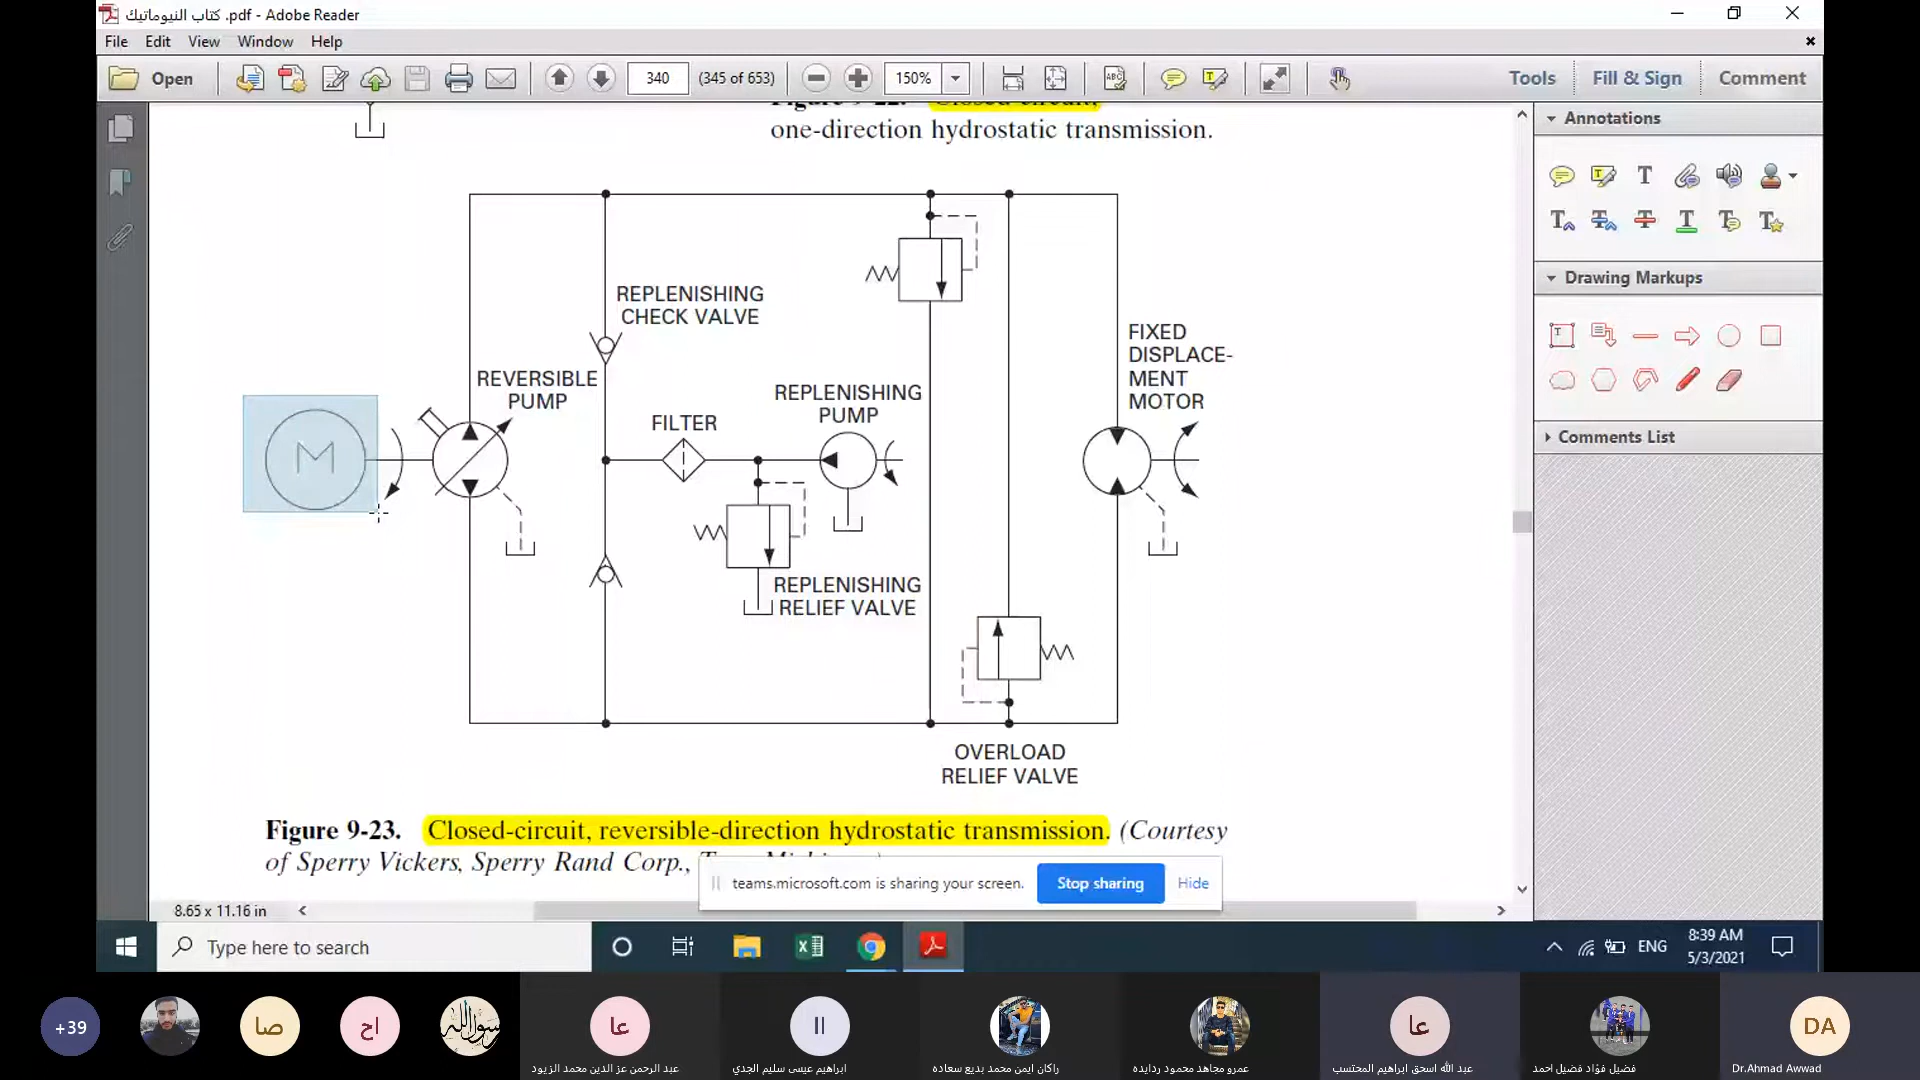 كتاب النيوماتيك .pdf - Adobe Reader
File Edit View Window Help
Open 340 (345 of 653) 150% Tools Fill & Sign Comment
one-direction hydrostatic transmission.
Annotations
Drawing Markups
Comments List
REPLENISHING
CHECK VALVE
REVERSIBLE
PUMP
FILTER
REPLENISHING
PUMP
FIXED
DISPLACE-
MENT
MOTOR
M
REPLENISHING
RELIEF VALVE
OVERLOAD
RELIEF VALVE
Figure 9-23. Closed-circuit, reversible-direction hydrostatic transmission. (Courtesy
of Sperry Vickers, Sperry Rand Corp.,
teams.microsoft.com is sharing your screen. Stop sharing Hide
8.65 x 11.16 in
Type here to search
ENG
8:39 AM
5/3/2021
+39
صا
اح
عا
اا
عا
DA
عبد الرحمن عز الدين محمد الزيود
ابراهيم عيسى سليم الجدي
راكان ايمن محمد بديع سعاده
عمرو مجاهد محمود ردايده
عبد الله اسحق ابراهيم المحتسب
فضيل فؤاد فضيل احمد
Dr.Ahmad Awwad